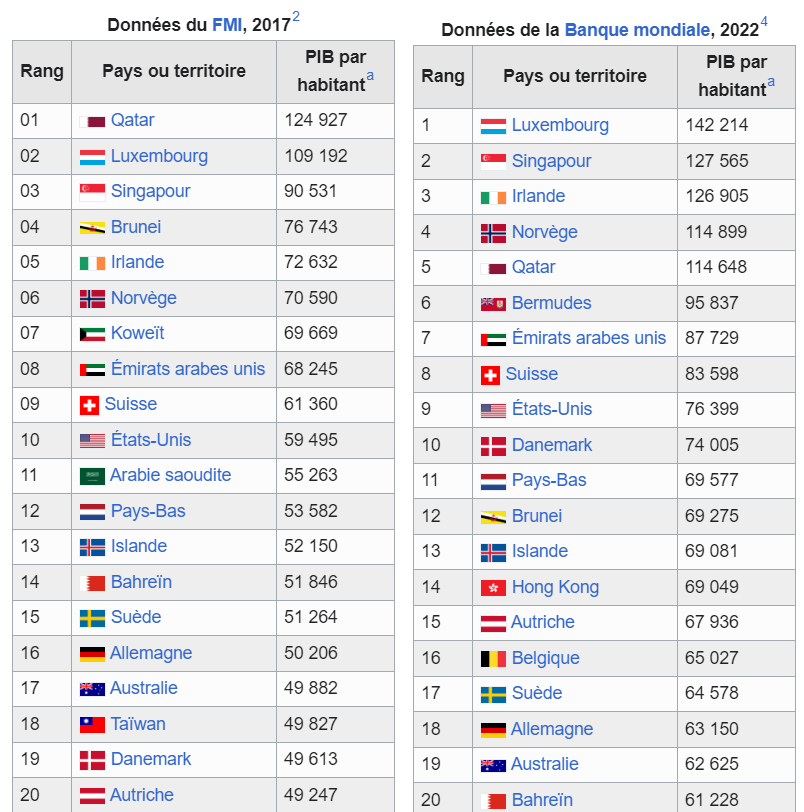 Données du FMI, 2017²
Rang Pays ou territoire PIB par habitantᵃ
01 Qatar 124 927
02 Luxembourg 109 192
03 Singapour 90 531
04 Brunei 76 743
05 Irlande 72 632
06 Norvège 70 590
07 Koweït 69 669
08 Émirats arabes unis 68 245
09 Suisse 61 360
10 États-Unis 59 495
11 Arabie saoudite 55 263
12 Pays-Bas 53 582
13 Islande 52 150
14 Bahreïn 51 846
15 Suède 51 264
16 Allemagne 50 206
17 Australie 49 882
18 Taïwan 49 827
19 Danemark 49 613
20 Autriche 49 247
Données de la Banque mondiale, 2022⁴
Rang Pays ou territoire PIB par habitantᵃ
1 Luxembourg 142 214
2 Singapour 127 565
3 Irlande 126 905
4 Norvège 114 899
5 Qatar 114 648
6 Bermudes 95 837
7 Émirats arabes unis 87 729
8 Suisse 83 598
9 États-Unis 76 399
10 Danemark 74 005
11 Pays-Bas 69 577
12 Brunei 69 275
13 Islande 69 081
14 Hong Kong 69 049
15 Autriche 67 936
16 Belgique 65 027
17 Suède 64 578
18 Allemagne 63 150
19 Australie 62 625
20 Bahreïn 61 228